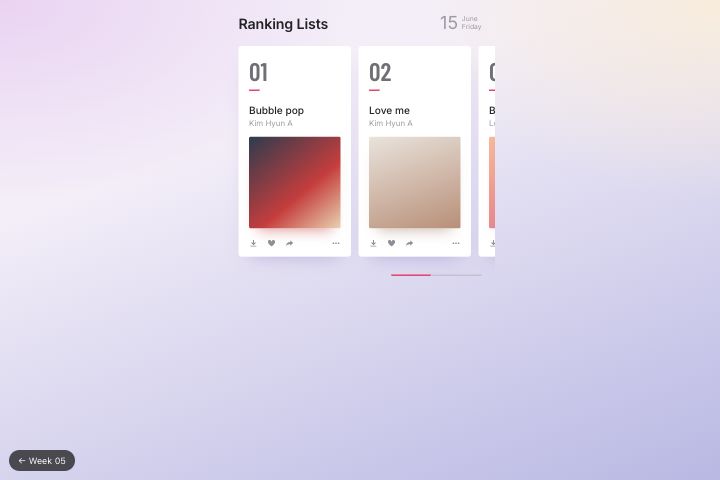 Ranking Lists
15 June
Friday
01
02
Bubble pop
Love me
Kim Hyun A
Kim Hyun A
← Week 05